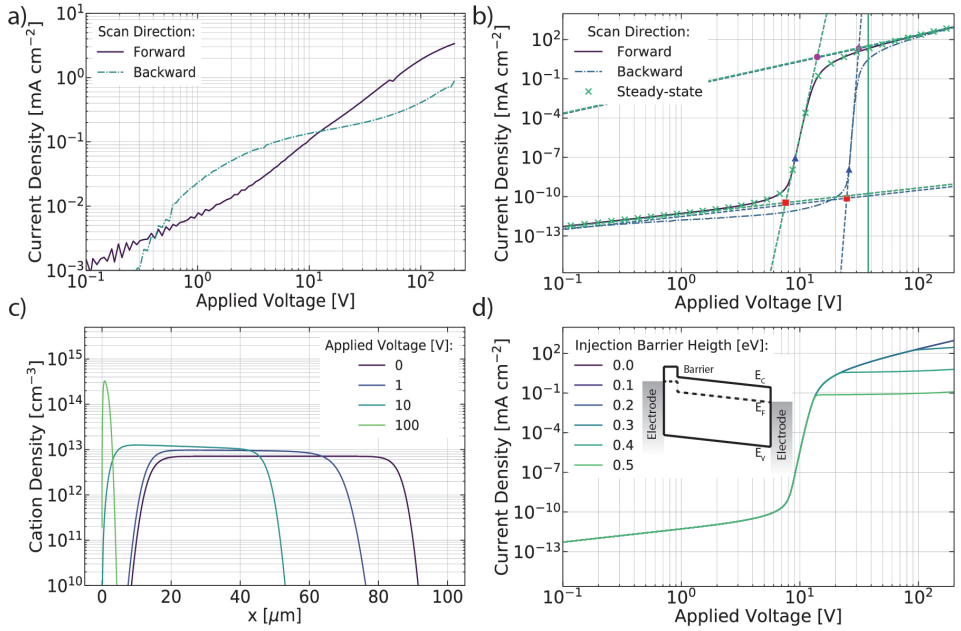 a)
Scan Direction:
Forward
Backward
Current Density [mA cm⁻²]
10¹
10⁰
10⁻¹
10⁻²
10⁻³
10⁻¹ 10⁰ 10¹ 10²
Applied Voltage [V]
b)
Scan Direction:
Forward
Backward
Steady-state
Current Density [mA cm⁻²]
10²
10⁻¹
10⁻⁴
10⁻⁷
10⁻¹⁰
10⁻¹³
10⁻¹ 10⁰ 10¹ 10²
Applied Voltage [V]
c)
Applied Voltage [V]:
0
1
10
100
Cation Density [cm⁻³]
10¹⁵
10¹⁴
10¹³
10¹²
10¹¹
10¹⁰
0 20 40 60 80 100
x [μm]
d)
Injection Barrier Heigth [eV]:
0.0
0.1
0.2
0.3
0.4
0.5
Barrier
E_C
E_F
E_V
Electrode
Electrode
Current Density [mA cm⁻²]
10²
10⁻¹
10⁻⁴
10⁻⁷
10⁻¹⁰
10⁻¹³
10⁻¹ 10⁰ 10¹ 10²
Applied Voltage [V]